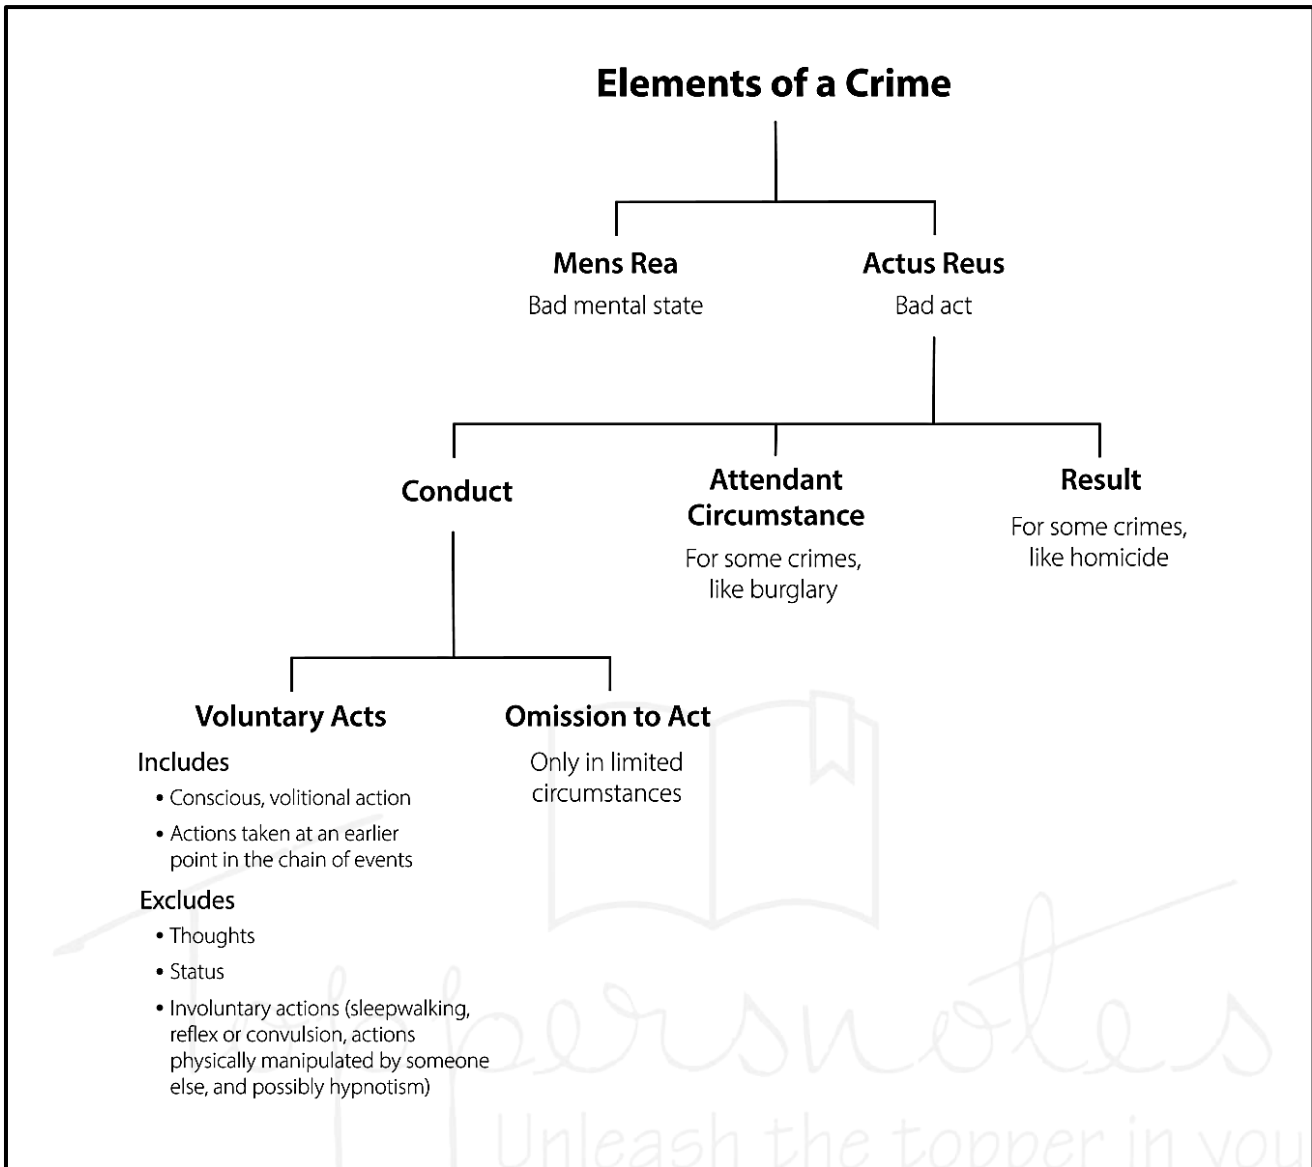 Elements of a Crime
Mens Rea
Bad mental state
Actus Reus
Bad act
Conduct
Attendant
Circumstance
For some crimes,
like burglary
Result
For some crimes,
like homicide
Voluntary Acts
Includes
• Conscious, volitional action
• Actions taken at an earlier
point in the chain of events
Excludes
• Thoughts
• Status
• Involuntary actions (sleepwalking,
reflex or convulsion, actions
physically manipulated by someone
else, and possibly hypnotism)
Omission to Act
Only in limited
circumstances
Toppersnotes
Unleash the topper in you